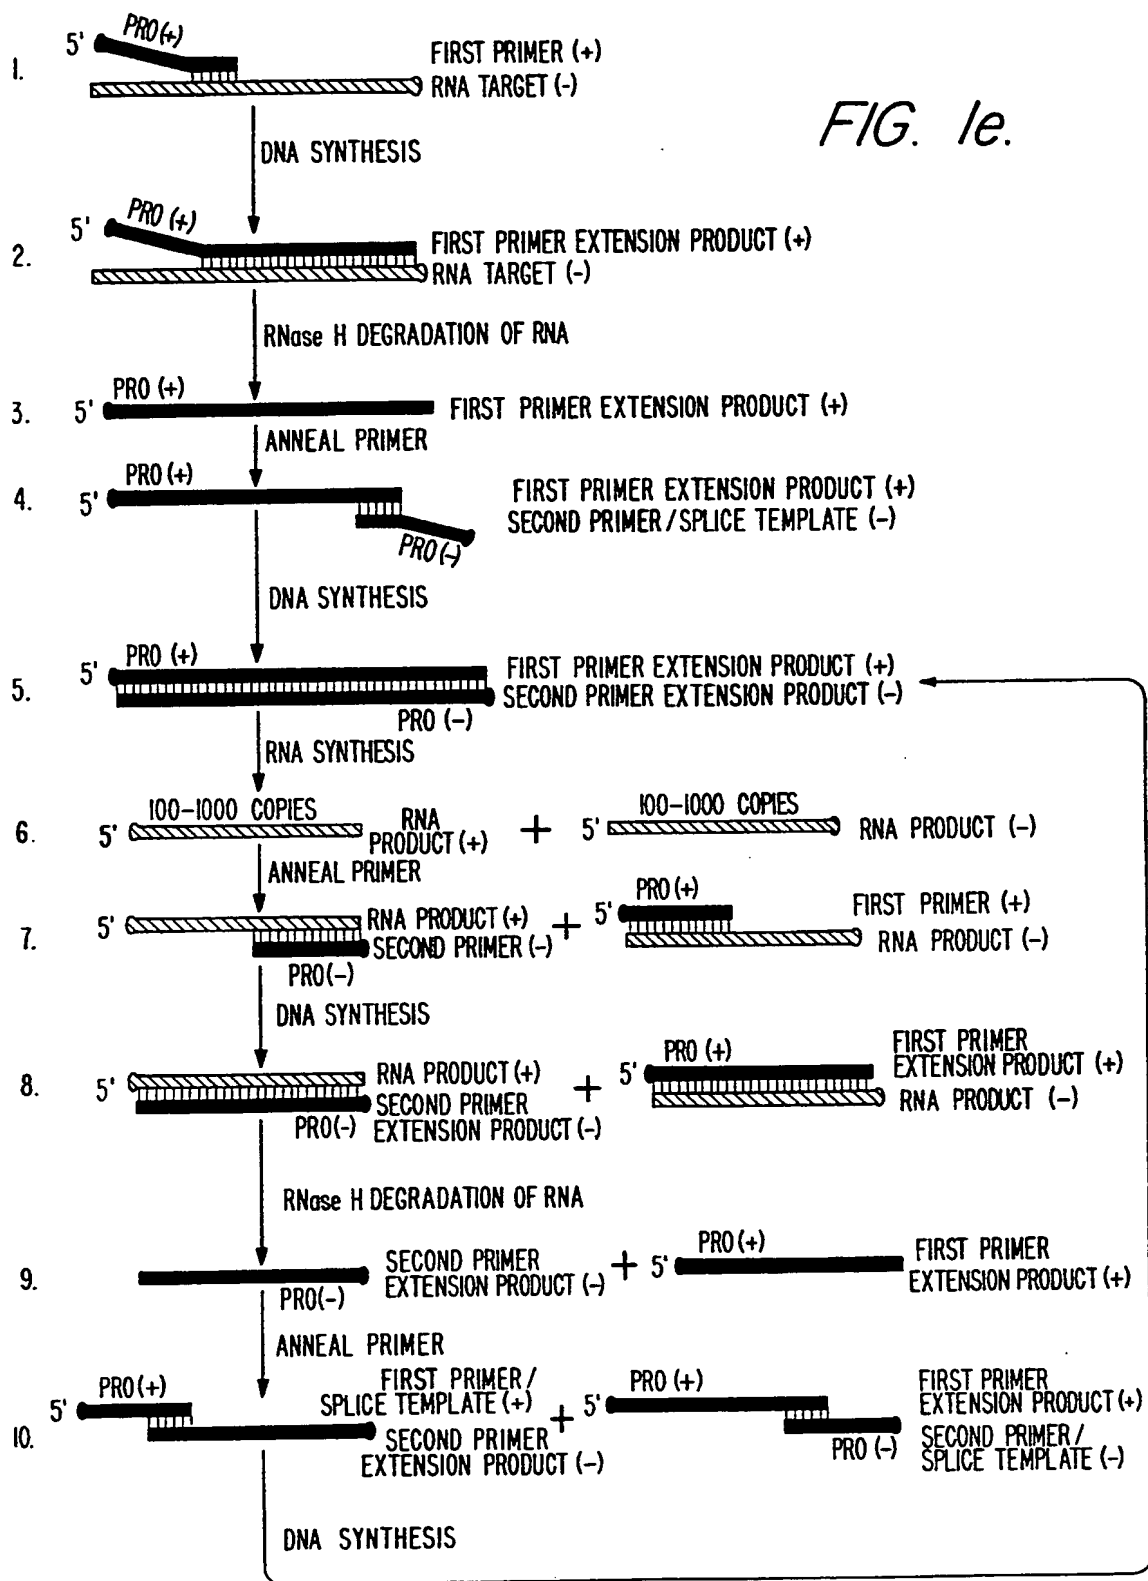 FIG. 1e.
1.
5' PRO (+)
FIRST PRIMER (+)
RNA TARGET (-)
DNA SYNTHESIS
2.
5' PRO (+)
FIRST PRIMER EXTENSION PRODUCT (+)
RNA TARGET (-)
RNase H DEGRADATION OF RNA
3.
5' PRO (+)
FIRST PRIMER EXTENSION PRODUCT (+)
ANNEAL PRIMER
4.
5' PRO (+)
FIRST PRIMER EXTENSION PRODUCT (+)
SECOND PRIMER/SPLICE TEMPLATE (-)
PRO (-)
DNA SYNTHESIS
5.
5' PRO (+)
FIRST PRIMER EXTENSION PRODUCT (+)
SECOND PRIMER EXTENSION PRODUCT (-)
PRO (-)
RNA SYNTHESIS
6.
5' 100-1000 COPIES
RNA
PRODUCT (+)
+
5' 100-1000 COPIES
RNA PRODUCT (-)
ANNEAL PRIMER
7.
5'
RNA PRODUCT (+)
SECOND PRIMER (-)
PRO (-)
+
5' PRO (+)
FIRST PRIMER (+)
RNA PRODUCT (-)
DNA SYNTHESIS
8.
5'
RNA PRODUCT (+)
SECOND PRIMER
EXTENSION PRODUCT (-)
PRO (-)
+
5' PRO (+)
FIRST PRIMER
EXTENSION PRODUCT (+)
RNA PRODUCT (-)
RNase H DEGRADATION OF RNA
9.
SECOND PRIMER
EXTENSION PRODUCT (-)
PRO (-)
+
5' PRO (+)
FIRST PRIMER
EXTENSION PRODUCT (+)
ANNEAL PRIMER
10.
5' PRO (+)
FIRST PRIMER/
SPLICE TEMPLATE (+)
SECOND PRIMER
EXTENSION PRODUCT (-)
+
5' PRO (+)
FIRST PRIMER
EXTENSION PRODUCT (+)
PRO (-)
SECOND PRIMER/
SPLICE TEMPLATE (-)
DNA SYNTHESIS